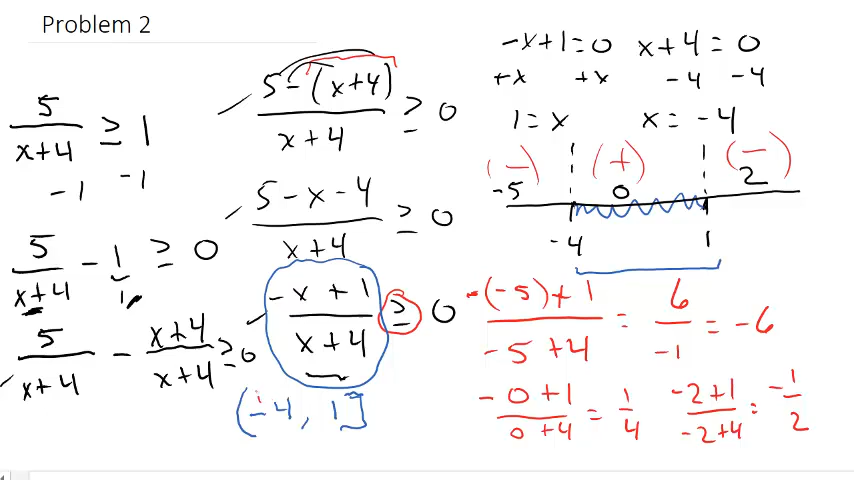 Problem 2
5/(x+4) ≥ 1
-1 -1
5/(x+4) - 1/1 ≥ 0
5/(x+4) - (x+4)/(x+4) ≥ 0
(5-(x+4))/(x+4) ≥ 0
(5-x-4)/(x+4) ≥ 0
(-x+1)/(x+4) ≥ 0
(-4, 1]
-x+1=0 x+4=0
+x +x -4 -4
1=x x=-4
(-) (+) (-)
-5 0 2
-4 1
(-(-5)+1)/(-5+4) = 6/-1 = -6
(-0+1)/(0+4) = 1/4 (-2+1)/(-2+4) = -1/2